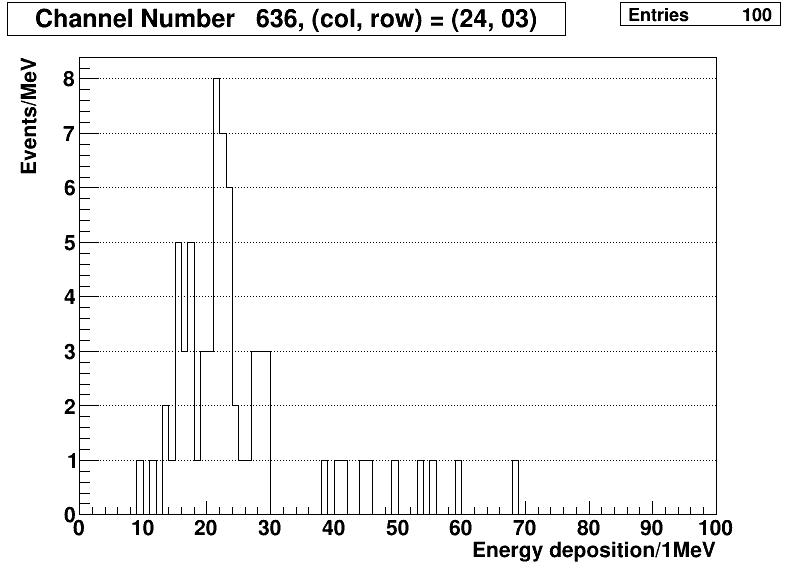 Channel Number 636, (col, row) = (24, 03)
Entries 100
Events/MeV
8
7
6
5
4
3
2
1
0
0 10 20 30 40 50 60 70 80 90 100
Energy deposition/1MeV